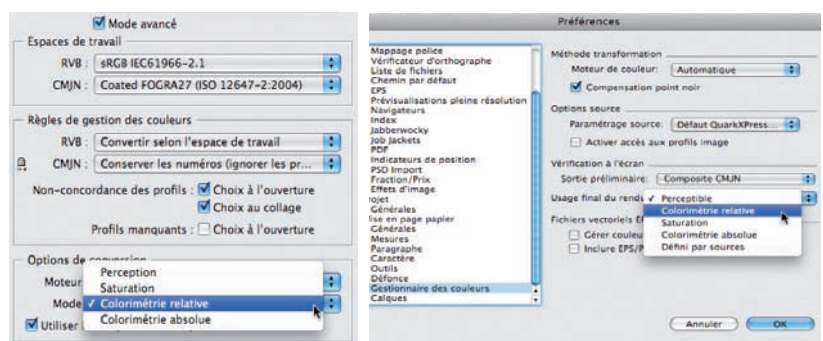 Mode avancé
Espaces de travail
RVB : sRGB IEC61966-2.1
CMJN : Coated FOGRA27 (ISO 12647-2:2004)
Règles de gestion des couleurs
RVB : Convertir selon l'espace de travail
CMJN : Conserver les numéros (ignorer les pr...
Non-concordance des profils : Choix à l'ouverture
Choix au collage
Profils manquants : Choix à l'ouverture
Options de conversion
Moteur
Perception
Saturation
Mode ✓ Colorimétrie relative
Colorimétrie absolue
Utiliser
Préférences
Mappage police
Vérificateur d'orthographe
Liste de fichiers
Chemin par défaut
EPS
Prévisualisations pleine résolution
Navigateurs
Index
Jabberwocky
Job Jackets
PDF
Indicateurs de position
PSD Import
Fraction/Prix
Effets d'image
rojet
Générales
ise en page papier
Générales
Mesures
Paragraphe
Caractère
Outils
Défonce
Gestionnaire des couleurs
Calques
Méthode transformation
Moteur de couleur: Automatique
Compensation point noir
Options source
Paramétrage source: Défaut QuarkXPress...
Activer accès aux profils image
Vérification à l'écran
Sortie préliminaire: Composite CMJN
Usage final du rendu ✓ Perceptible
Colorimétrie relative
Saturation
Colorimétrie absolue
Défini par sources
Fichiers vectoriels E
Gérer couleu
Inclure EPS/P
Annuler
OK